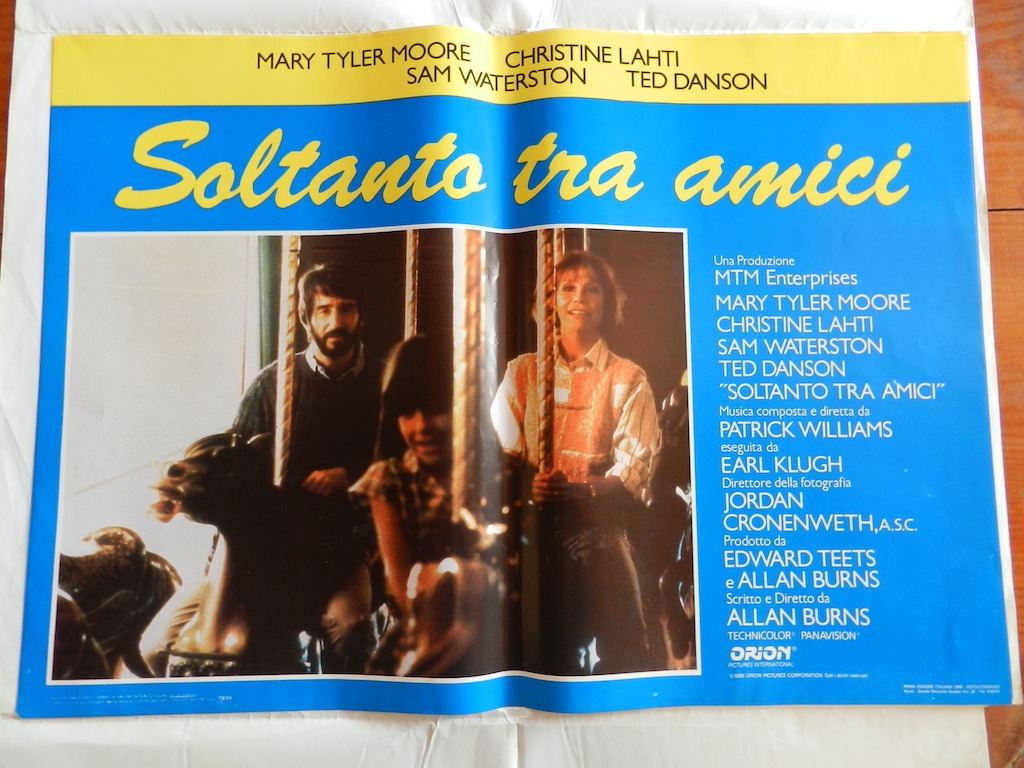 MARY TYLER MOORE CHRISTINE LAHTI
SAM WATERSTON TED DANSON
Soltanto tra amici
Una Produzione
MTM Enterprises
MARY TYLER MOORE
CHRISTINE LAHTI
SAM WATERSTON
TED DANSON
"SOLTANTO TRA AMICI"
Musica composta e diretta da
PATRICK WILLIAMS
eseguita da
EARL KLUGH
Direttore della fotografia
JORDAN
CRONENWETH, A.S.C.
Prodotto da
EDWARD TEETS
e ALLAN BURNS
Scritto e Diretto da
ALLAN BURNS
TECHNICOLOR® PANAVISION®
ORION®
PICTURES INTERNATIONAL
©1986 ORION PICTURES CORPORATION Tutti i diritti riservati.